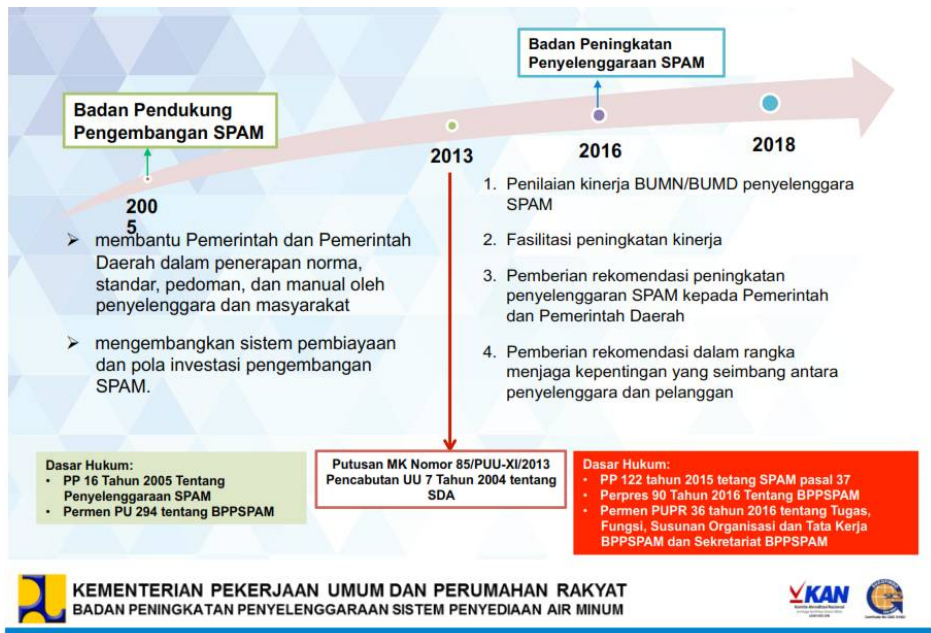 Badan Peningkatan
Penyelenggaraan SPAM
Badan Pendukung
Pengembangan SPAM
2013
2016
2018
200
5
➢ membantu Pemerintah dan Pemerintah
Daerah dalam penerapan norma,
standar, pedoman, dan manual oleh
penyelenggara dan masyarakat
➢ mengembangkan sistem pembiayaan
dan pola investasi pengembangan
SPAM.
1. Penilaian kinerja BUMN/BUMD penyelenggara
SPAM
2. Fasilitasi peningkatan kinerja
3. Pemberian rekomendasi peningkatan
penyelenggaran SPAM kepada Pemerintah
dan Pemerintah Daerah
4. Pemberian rekomendasi dalam rangka
menjaga kepentingan yang seimbang antara
penyelenggara dan pelanggan
Dasar Hukum:
• PP 16 Tahun 2005 Tentang
Penyelenggaraan SPAM
• Permen PU 294 tentang BPPSPAM
Putusan MK Nomor 85/PUU-XI/2013
Pencabutan UU 7 Tahun 2004 tentang
SDA
Dasar Hukum:
• PP 122 tahun 2015 tetang SPAM pasal 37
• Perpres 90 Tahun 2016 Tentang BPPSPAM
• Permen PUPR 36 tahun 2016 tentang Tugas,
Fungsi, Susunan Organisasi dan Tata Kerja
BPPSPAM dan Sekretariat BPPSPAM
KEMENTERIAN PEKERJAAN UMUM DAN PERUMAHAN RAKYAT
BADAN PENINGKATAN PENYELENGGARAAN SISTEM PENYEDIAAN AIR MINUM
KAN
Komite Akreditasi Nasional